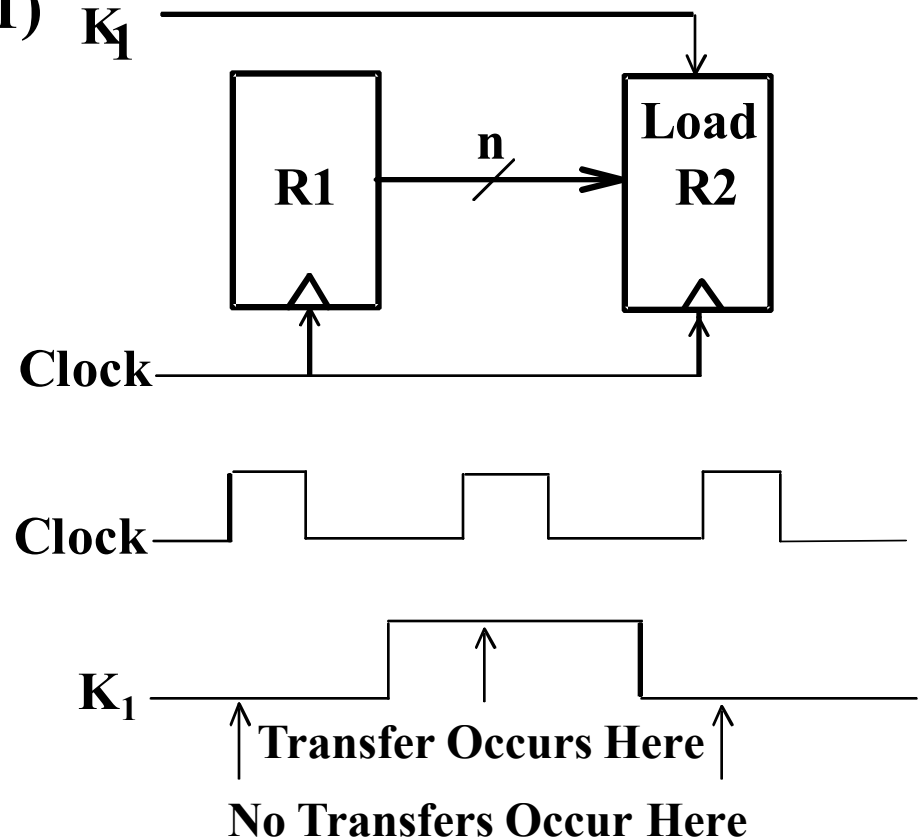 K1
n
Load
R1
R2
Clock
Clock
K1
Transfer Occurs Here
No Transfers Occur Here